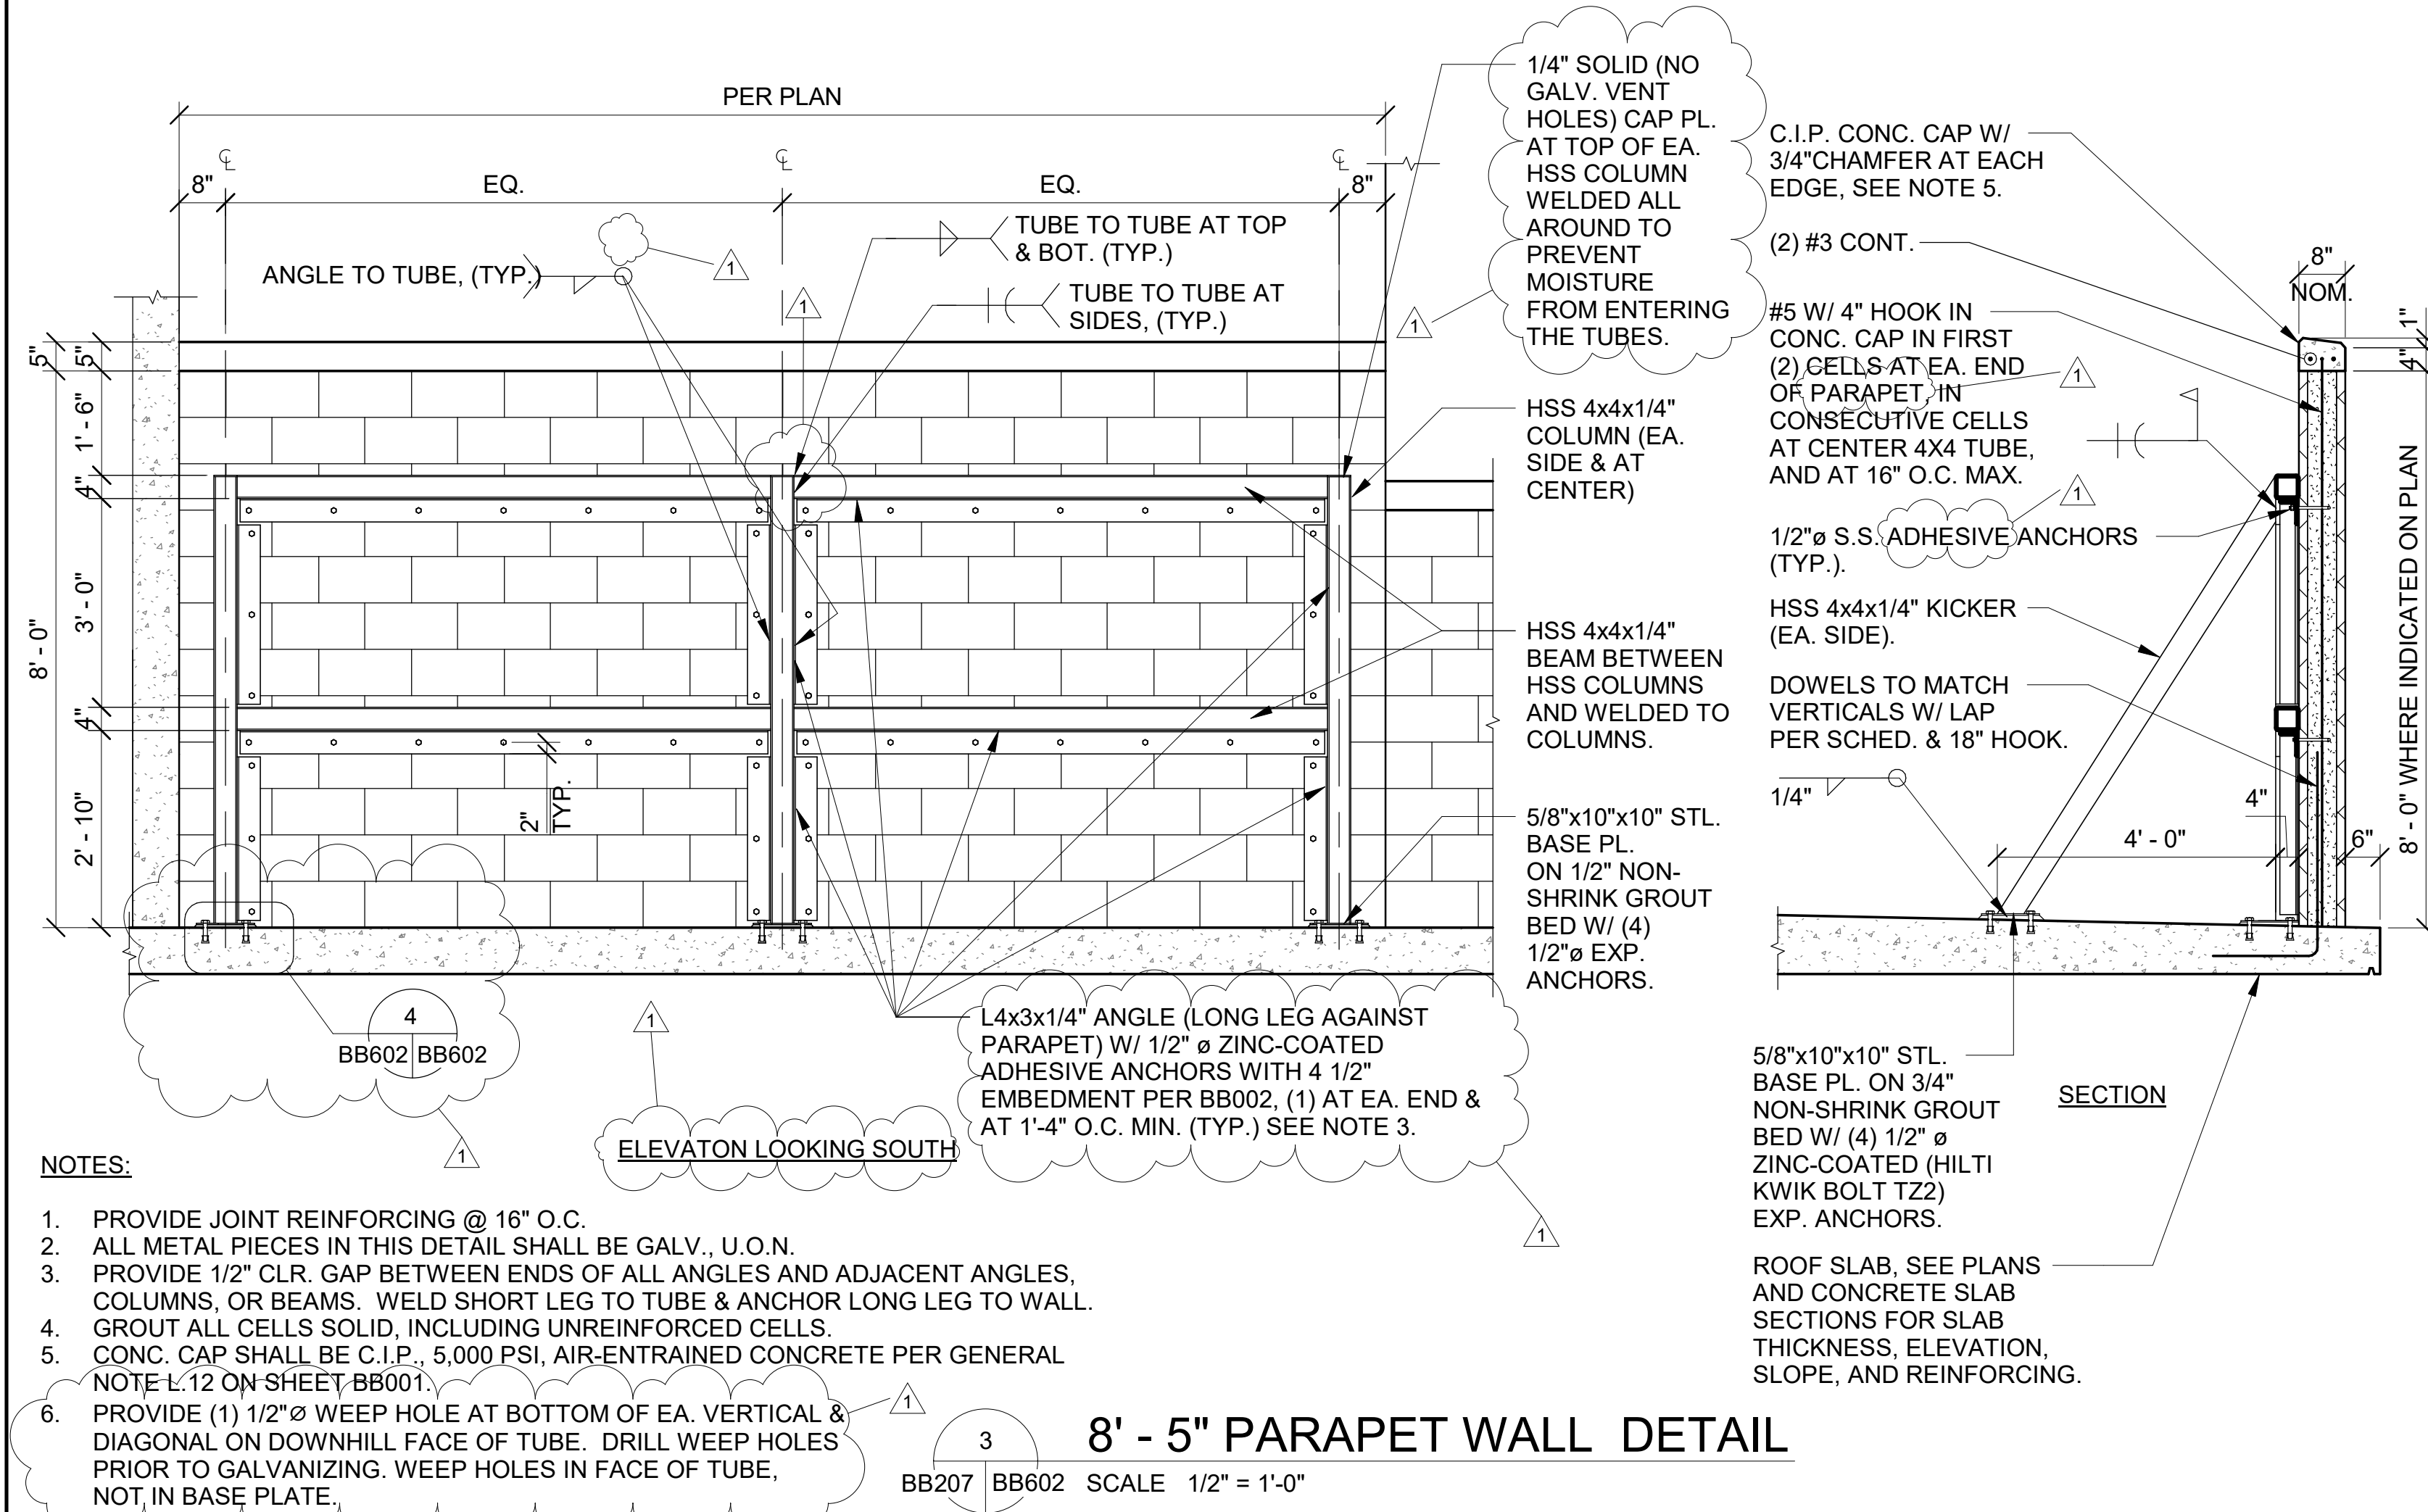 PER PLAN
8"
EQ.
EQ.
8"
ANGLE TO TUBE, (TYP.)
1
TUBE TO TUBE AT TOP
& BOT. (TYP.)
TUBE TO TUBE AT
SIDES, (TYP.)
1
5"
5"
1' - 6"
4"
3' - 0"
8' - 0"
4"
2' - 10"
2"
TYP.
1/4" SOLID (NO
GALV. VENT
HOLES) CAP PL.
AT TOP OF EA.
HSS COLUMN
WELDED ALL
AROUND TO
PREVENT
MOISTURE
FROM ENTERING
THE TUBES.
1
HSS 4x4x1/4"
COLUMN (EA.
SIDE & AT
CENTER)
HSS 4x4x1/4"
BEAM BETWEEN
HSS COLUMNS
AND WELDED TO
COLUMNS.
5/8"x10"x10" STL.
BASE PL.
ON 1/2" NON-
SHRINK GROUT
BED W/ (4)
1/2"ø EXP.
ANCHORS.
4
BB602 BB602
1
1
ELEVATON LOOKING SOUTH
L4x3x1/4" ANGLE (LONG LEG AGAINST
PARAPET) W/ 1/2" ø ZINC-COATED
ADHESIVE ANCHORS WITH 4 1/2"
EMBEDMENT PER BB002, (1) AT EA. END &
AT 1'-4" O.C. MIN. (TYP.) SEE NOTE 3.
1
C.I.P. CONC. CAP W/
3/4"CHAMFER AT EACH
EDGE, SEE NOTE 5.
(2) #3 CONT.
#5 W/ 4" HOOK IN
CONC. CAP IN FIRST
(2) CELLS AT EA. END
OF PARAPET, IN
CONSECUTIVE CELLS
AT CENTER 4X4 TUBE,
AND AT 16" O.C. MAX.
1
1
1/2"ø S.S. ADHESIVE ANCHORS
(TYP.).
HSS 4x4x1/4" KICKER
(EA. SIDE).
DOWELS TO MATCH
VERTICALS W/ LAP
PER SCHED. & 18" HOOK.
1/4"
8"
NOM.
1"
4"
8' - 0" WHERE INDICATED ON PLAN
4' - 0"
4"
6"
5/8"x10"x10" STL.
BASE PL. ON 3/4"
NON-SHRINK GROUT
BED W/ (4) 1/2" ø
ZINC-COATED (HILTI
KWIK BOLT TZ2)
EXP. ANCHORS.
SECTION
ROOF SLAB, SEE PLANS
AND CONCRETE SLAB
SECTIONS FOR SLAB
THICKNESS, ELEVATION,
SLOPE, AND REINFORCING.
NOTES:
1. PROVIDE JOINT REINFORCING @ 16" O.C.
2. ALL METAL PIECES IN THIS DETAIL SHALL BE GALV., U.O.N.
3. PROVIDE 1/2" CLR. GAP BETWEEN ENDS OF ALL ANGLES AND ADJACENT ANGLES,
COLUMNS, OR BEAMS. WELD SHORT LEG TO TUBE & ANCHOR LONG LEG TO WALL.
4. GROUT ALL CELLS SOLID, INCLUDING UNREINFORCED CELLS.
5. CONC. CAP SHALL BE C.I.P., 5,000 PSI, AIR-ENTRAINED CONCRETE PER GENERAL
NOTE L.12 ON SHEET BB001.
6. PROVIDE (1) 1/2"Ø WEEP HOLE AT BOTTOM OF EA. VERTICAL &
DIAGONAL ON DOWNHILL FACE OF TUBE. DRILL WEEP HOLES
PRIOR TO GALVANIZING. WEEP HOLES IN FACE OF TUBE,
NOT IN BASE PLATE.
1
3
BB207 BB602
8' - 5" PARAPET WALL DETAIL
SCALE 1/2" = 1'-0"